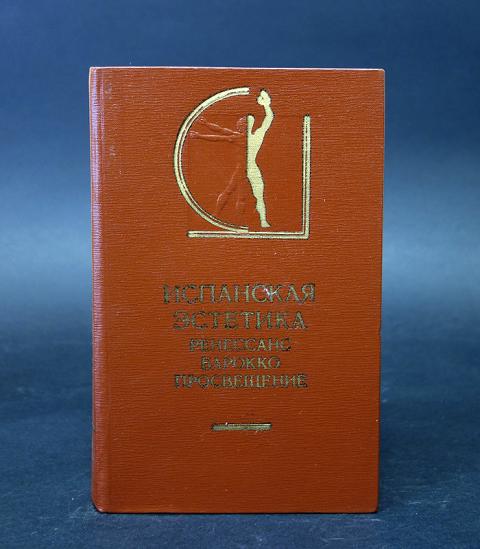 ИСПАНСКАЯ
ЭСТЕТИКА
РЕНЕССАНС
БАРОККО
ПРОСВЕЩЕНИЕ